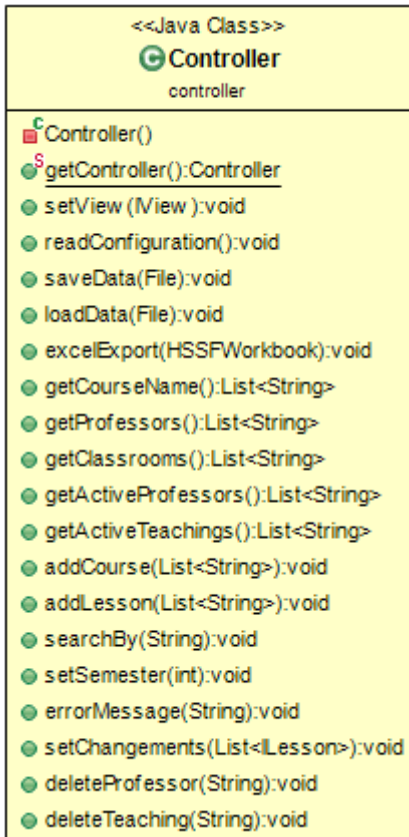 <<Java Class>>
C Controller
controller
C Controller()
S getController():Controller
setView(IView):void
readConfiguration():void
saveData(File):void
loadData(File):void
excelExport(HSSFWorkbook):void
getCourseName():List<String>
getProfessors():List<String>
getClassrooms():List<String>
getActiveProfessors():List<String>
getActiveTeachings():List<String>
addCourse(List<String>):void
addLesson(List<String>):void
searchBy(String):void
setSemester(int):void
errorMessage(String):void
setChangements(List<ILesson>):void
deleteProfessor(String):void
deleteTeaching(String):void